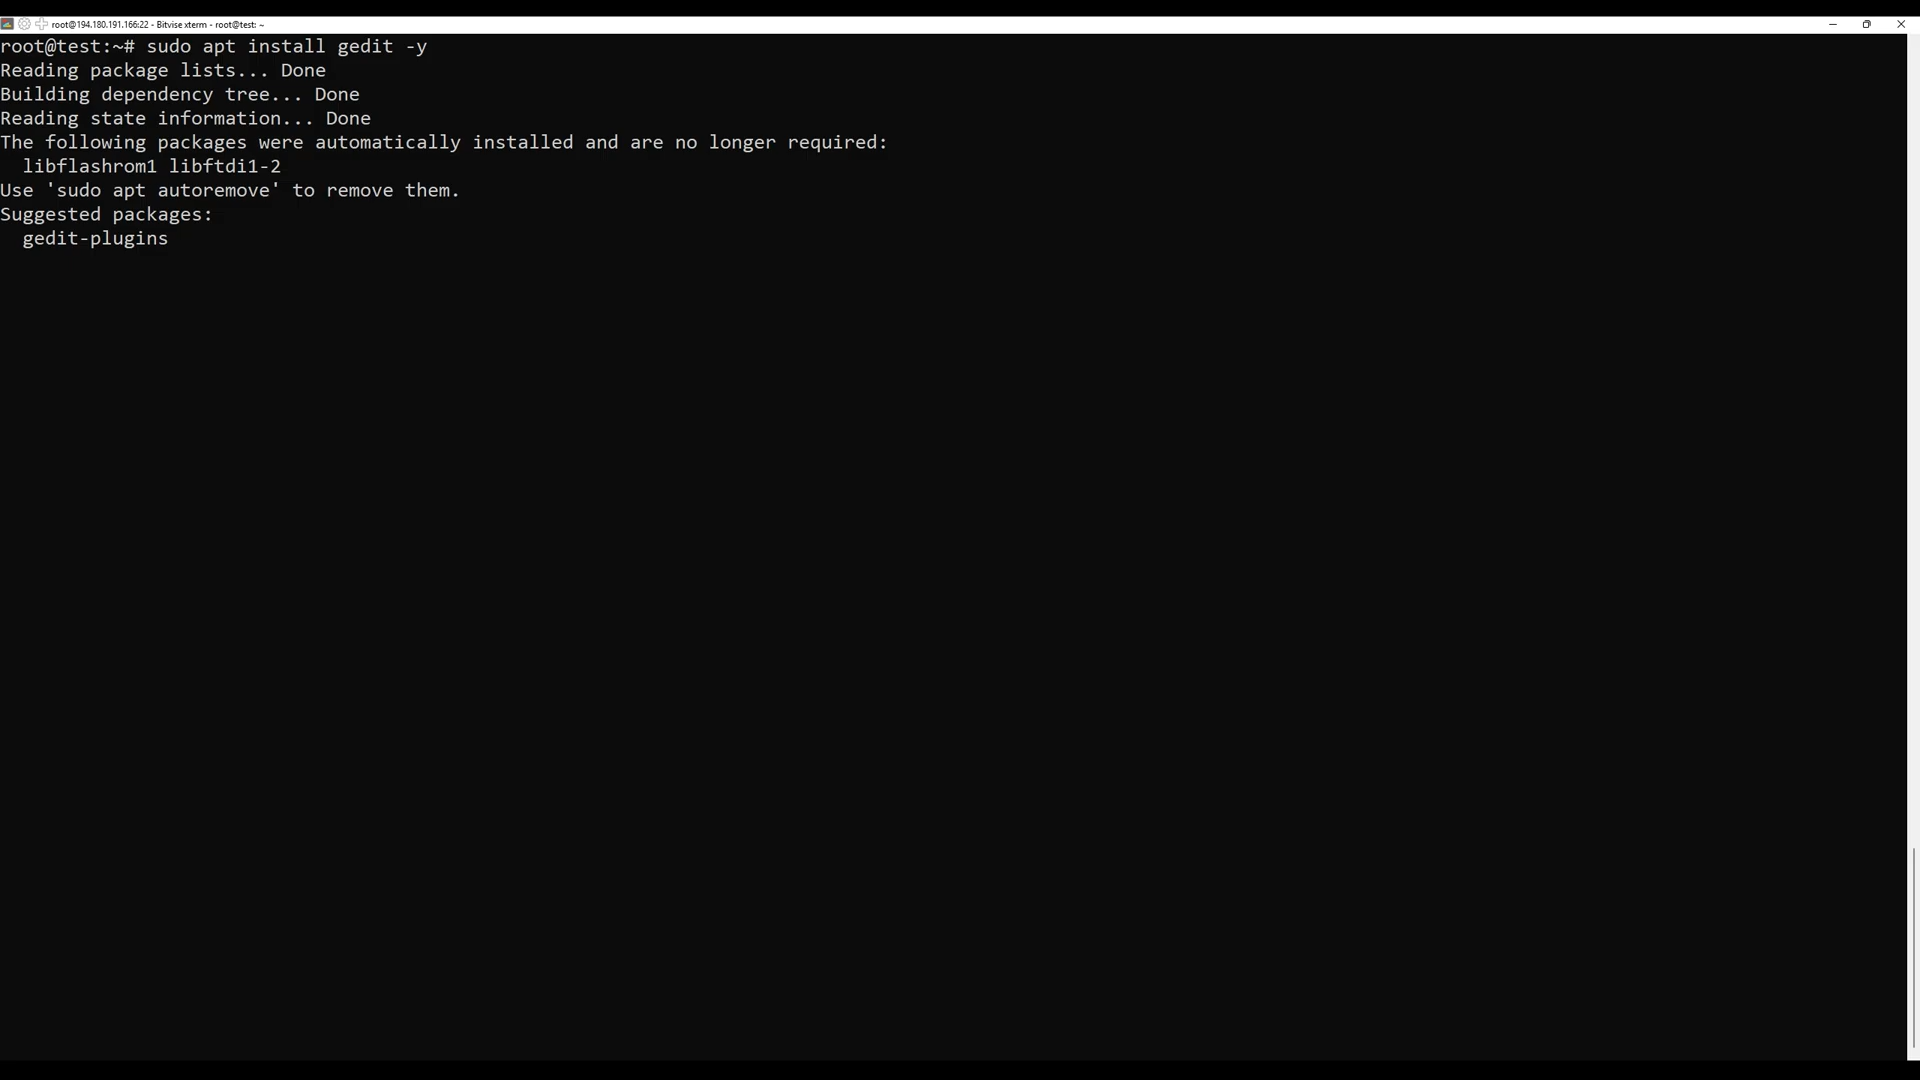 root@194.180.191.166:22 - Bitvise xterm - root@test: ~
root@test:~# sudo apt install gedit -y
Reading package lists... Done
Building dependency tree... Done
Reading state information... Done
The following packages were automatically installed and are no longer required:
  libflashrom1 libftdi1-2
Use 'sudo apt autoremove' to remove them.
Suggested packages:
  gedit-plugins